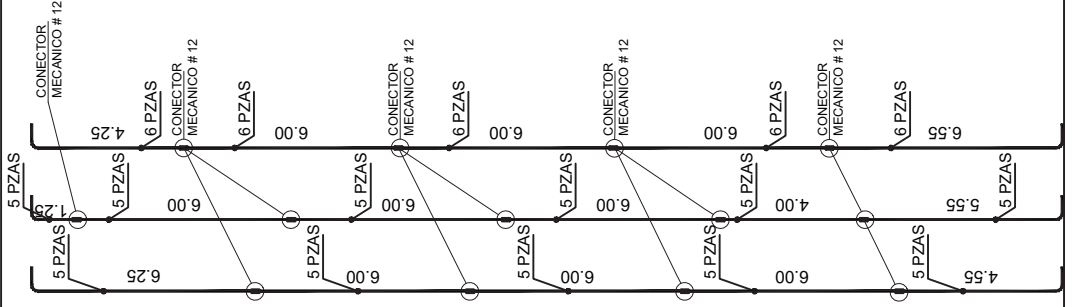 CONECTOR
MECANICO # 12
CONECTOR
MECANICO # 12
CONECTOR
MECANICO # 12
CONECTOR
MECANICO # 12
CONECTOR
MECANICO # 12
4.25
6 PZAS
6 PZAS
6.00
6 PZAS
6.00
6.00
6 PZAS
6 PZAS
6.55
5 PZAS
1.25
5 PZAS
6.00
5 PZAS
6.00
5 PZAS
6.00
5 PZAS
4.00
5.55
5 PZAS
5 PZAS
6.25
5 PZAS
6.00
5 PZAS
6.00
5 PZAS
6.00
5 PZAS
4.55